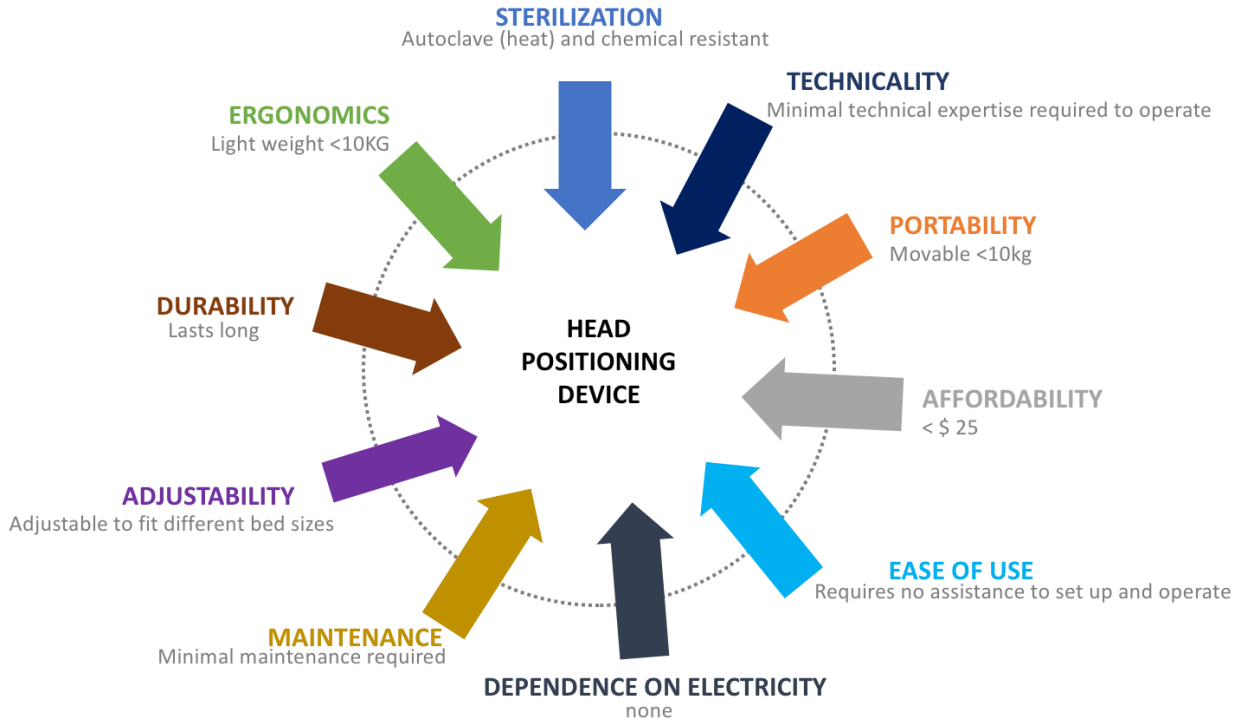 STERILIZATION
Autoclave (heat) and chemical resistant
TECHNICALITY
Minimal technical expertise required to operate
ERGONOMICS
Light weight <10KG
PORTABILITY
Movable <10kg
DURABILITY
Lasts long
HEAD
POSITIONING
DEVICE
AFFORDABILITY
< $ 25
ADJUSTABILITY
Adjustable to fit different bed sizes
EASE OF USE
Requires no assistance to set up and operate
MAINTENANCE
Minimal maintenance required
DEPENDENCE ON ELECTRICITY
none